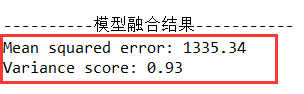 ----------模型融合结果-----------
Mean squared error: 1335.34
Variance score: 0.93